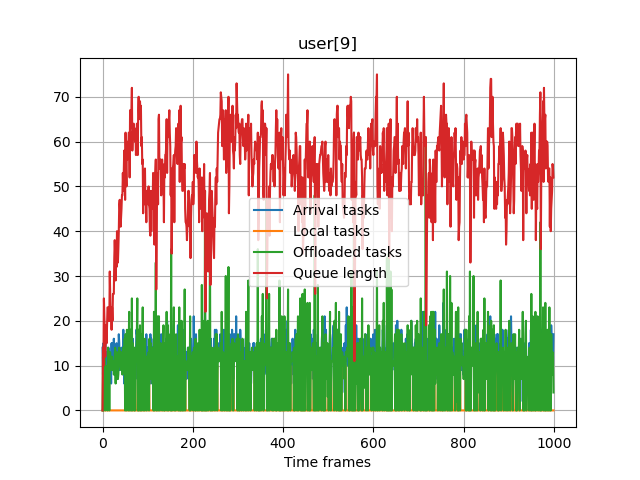 user[9]
70
60
50
40
30
20
10
0
Arrival tasks
Local tasks
Offloaded tasks
Queue length
0 200 400 600 800 1000
Time frames